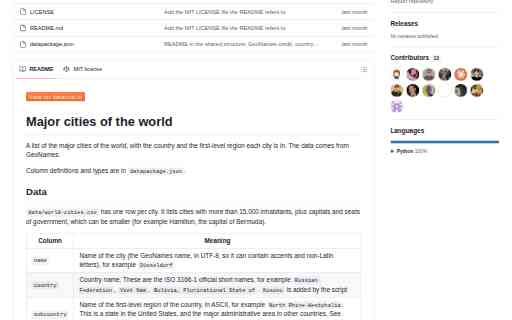 Report repository
LICENSE Add the MIT LICENSE file the README refers to last month
README.md Add the MIT LICENSE file the README refers to last month
datapackage.json README in the shared structure, GeoNames credit, country... last month
README MIT license
Major cities of the world
A list of the major cities of the world, with the country and the first-level region each city is in. The data comes from
GeoNames.
Column definitions and types are in datapackage.json.
Data
data/world-cities.csv has one row per city. It lists cities with more than 15,000 inhabitants, plus capitals and seats
of government, which can be smaller (for example Hamilton, the capital of Bermuda).
Column Meaning
name Name of the city (the GeoNames name, in UTF-8, so it can contain accents and non-Latin
letters), for example Düsseldorf
country Country name. These are the ISO 3166-1 official short names, for example Russian
Federation, Viet Nam, Bolivia, Plurinational State of. Kosovo is added by the script
subcountry Name of the first-level region of the country, in ASCII, for example North Rhine-Westphalia.
This is a state in the United States, and the major administrative area in other countries. See
Releases
No releases published
Contributors 13
Languages
Python 100%